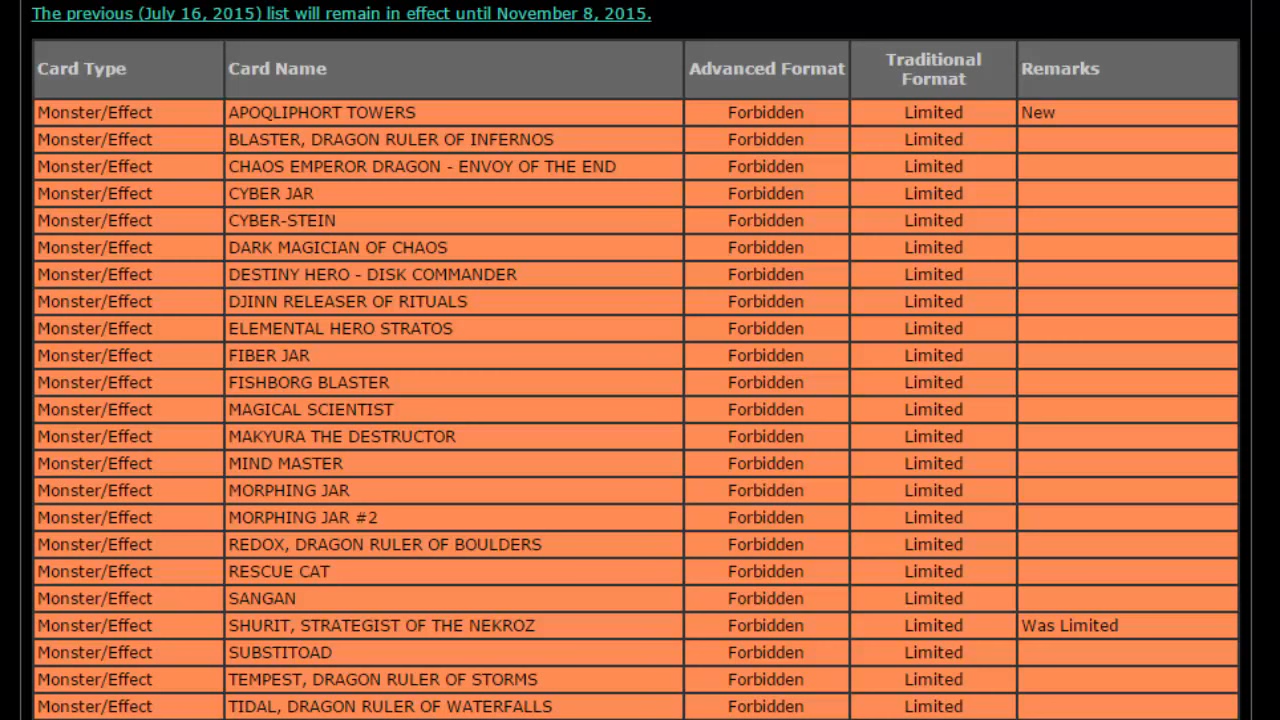 The previous (July 16, 2015) list will remain in effect until November 8, 2015.
Card Type Card Name Advanced Format Traditional Format Remarks
Monster/Effect APOQLIPHORT TOWERS Forbidden Limited New
Monster/Effect BLASTER, DRAGON RULER OF INFERNOS Forbidden Limited
Monster/Effect CHAOS EMPEROR DRAGON - ENVOY OF THE END Forbidden Limited
Monster/Effect CYBER JAR Forbidden Limited
Monster/Effect CYBER-STEIN Forbidden Limited
Monster/Effect DARK MAGICIAN OF CHAOS Forbidden Limited
Monster/Effect DESTINY HERO - DISK COMMANDER Forbidden Limited
Monster/Effect DJINN RELEASER OF RITUALS Forbidden Limited
Monster/Effect ELEMENTAL HERO STRATOS Forbidden Limited
Monster/Effect FIBER JAR Forbidden Limited
Monster/Effect FISHBORG BLASTER Forbidden Limited
Monster/Effect MAGICAL SCIENTIST Forbidden Limited
Monster/Effect MAKYURA THE DESTRUCTOR Forbidden Limited
Monster/Effect MIND MASTER Forbidden Limited
Monster/Effect MORPHING JAR Forbidden Limited
Monster/Effect MORPHING JAR #2 Forbidden Limited
Monster/Effect REDOX, DRAGON RULER OF BOULDERS Forbidden Limited
Monster/Effect RESCUE CAT Forbidden Limited
Monster/Effect SANGAN Forbidden Limited
Monster/Effect SHURIT, STRATEGIST OF THE NEKROZ Forbidden Limited Was Limited
Monster/Effect SUBSTITOAD Forbidden Limited
Monster/Effect TEMPEST, DRAGON RULER OF STORMS Forbidden Limited
Monster/Effect TIDAL, DRAGON RULER OF WATERFALLS Forbidden Limited